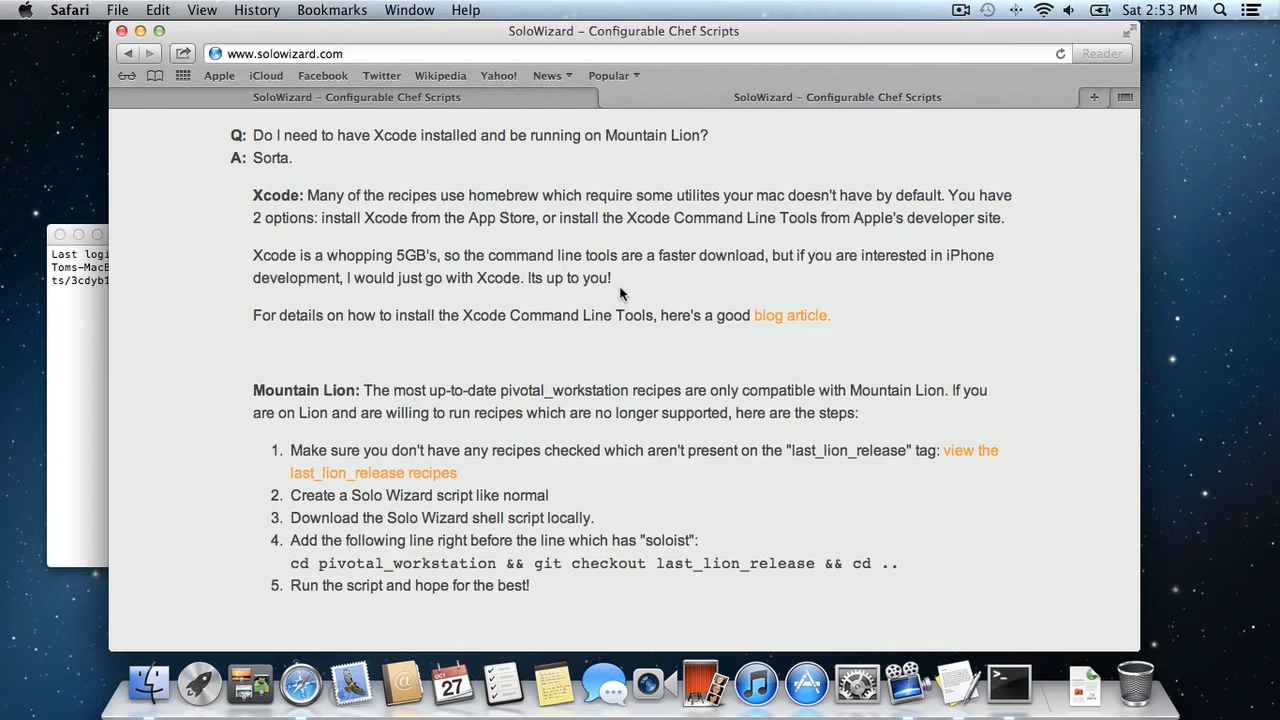 Safari File Edit View History Bookmarks Window Help Sat 2:53 PM
SoloWizard – Configurable Chef Scripts
www.solowizard.com Reader
Apple iCloud Facebook Twitter Wikipedia Yahoo! News Popular
SoloWizard – Configurable Chef Scripts SoloWizard – Configurable Chef Scripts
Q: Do I need to have Xcode installed and be running on Mountain Lion?
A: Sorta.
Xcode: Many of the recipes use homebrew which require some utilites your mac doesn't have by default. You have
2 options: install Xcode from the App Store, or install the Xcode Command Line Tools from Apple's developer site.
Xcode is a whopping 5GB's, so the command line tools are a faster download, but if you are interested in iPhone
development, I would just go with Xcode. Its up to you!
For details on how to install the Xcode Command Line Tools, here's a good blog article.
Mountain Lion: The most up-to-date pivotal_workstation recipes are only compatible with Mountain Lion. If you
are on Lion and are willing to run recipes which are no longer supported, here are the steps:
1. Make sure you don't have any recipes checked which aren't present on the "last_lion_release" tag: view the
last_lion_release recipes
2. Create a Solo Wizard script like normal
3. Download the Solo Wizard shell script locally.
4. Add the following line right before the line which has "soloist":
cd pivotal_workstation && git checkout last_lion_release && cd ..
5. Run the script and hope for the best!
Last logi
Toms-MacB
ts/3cdyb1
OCT
27